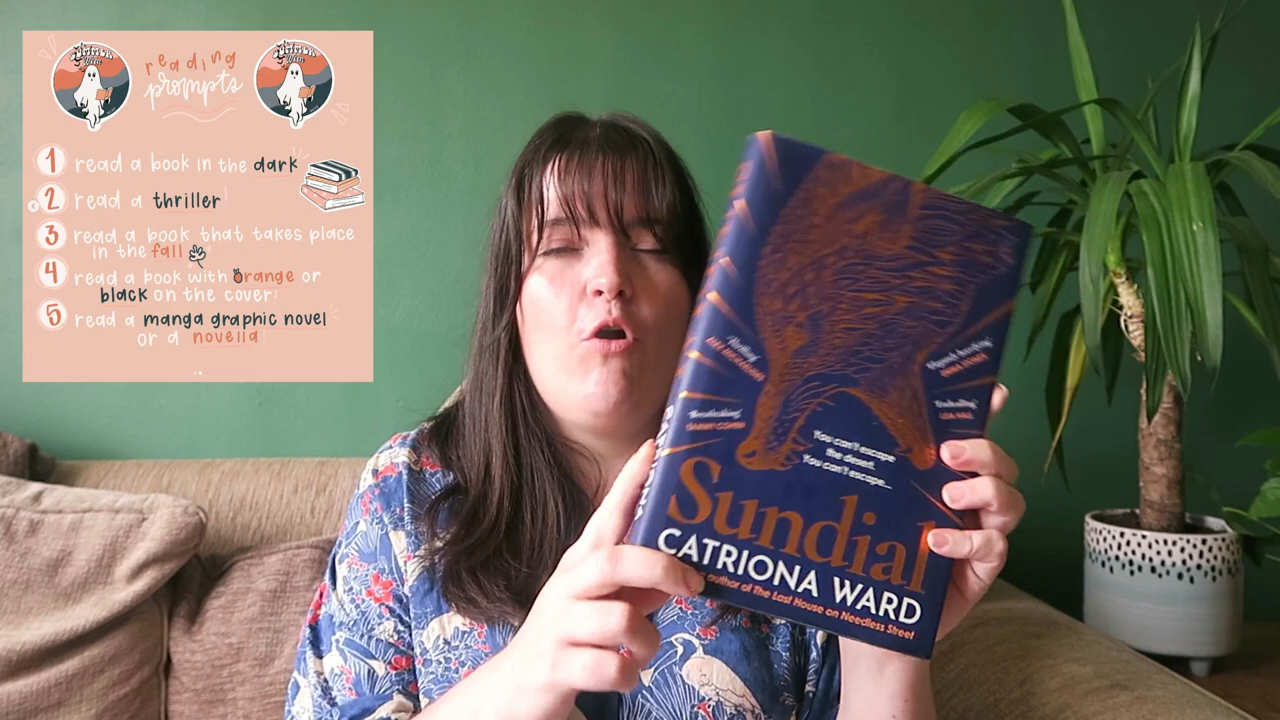 reading
prompts
1 read a book in the dark
2 read a thriller!
3 read a book that takes place
in the fall
4 read a book with orange or
black on the cover!
5 read a manga graphic novel
or a novella!
You can't escape
the desert.
You can't escape...
Sundial
CATRIONA WARD
author of The Last House on Needless Street